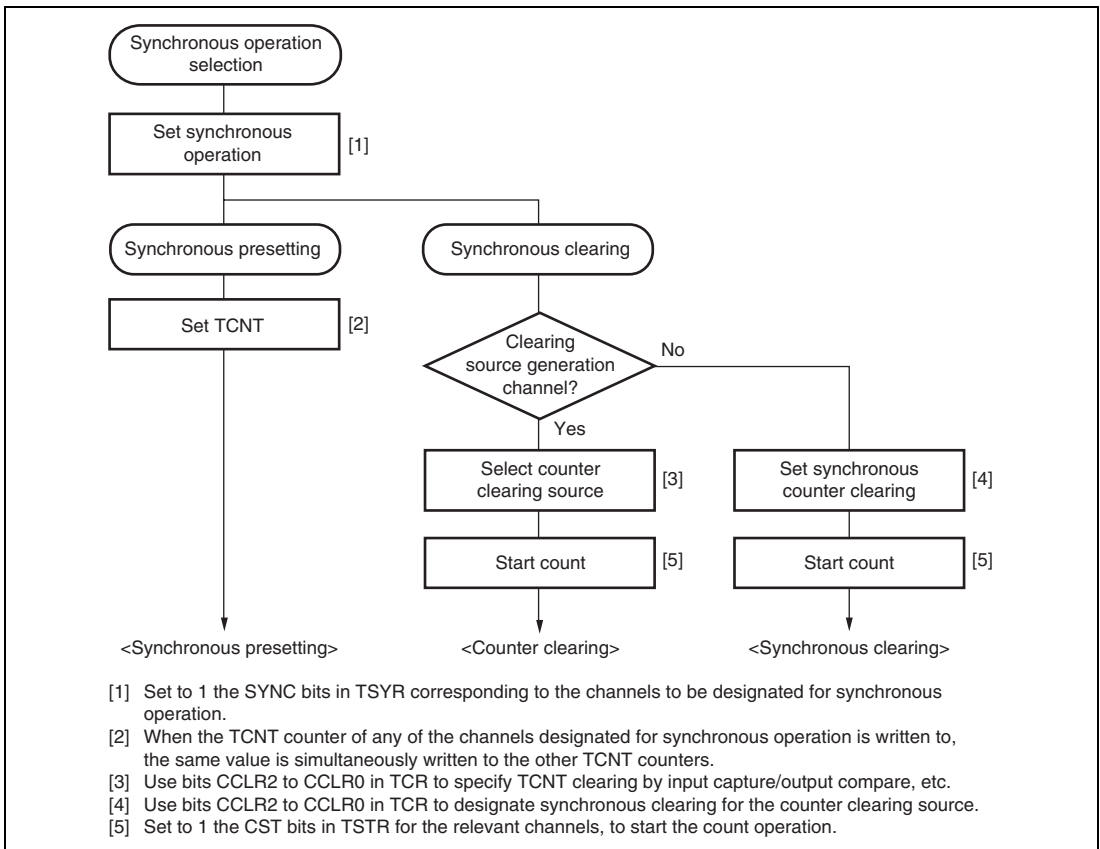 Synchronous operation
selection
Set synchronous
operation
[1]
Synchronous presetting
Synchronous clearing
Set TCNT
[2]
Clearing
source generation
channel?
No
Yes
Select counter
clearing source
[3]
Set synchronous
counter clearing
[4]
Start count
[5]
Start count
[5]
<Synchronous presetting>
<Counter clearing>
<Synchronous clearing>
[1] Set to 1 the SYNC bits in TSYR corresponding to the channels to be designated for synchronous
operation.
[2] When the TCNT counter of any of the channels designated for synchronous operation is written to,
the same value is simultaneously written to the other TCNT counters.
[3] Use bits CCLR2 to CCLR0 in TCR to specify TCNT clearing by input capture/output compare, etc.
[4] Use bits CCLR2 to CCLR0 in TCR to designate synchronous clearing for the counter clearing source.
[5] Set to 1 the CST bits in TSTR for the relevant channels, to start the count operation.